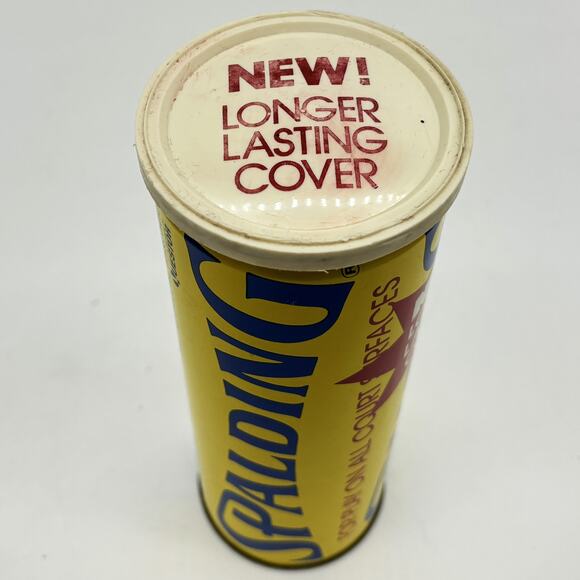 NEW!
LONGER
LASTING
COVER
SPALDING®
FOR PLAY ON ALL COURT SURFACES